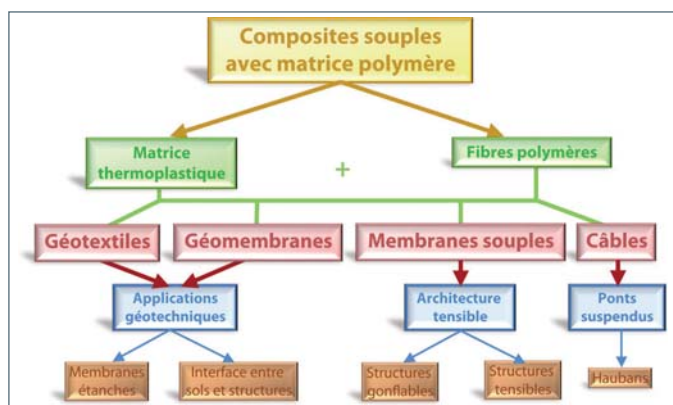 Composites souples
avec matrice polymère
Matrice
thermoplastique
+
Fibres polymères
Géotextiles
Géomembranes
Membranes souples
Câbles
Applications
géotechniques
Architecture
tensible
Ponts
suspendus
Membranes
étanches
Interface entre
sols et structures
Structures
gonflables
Structures
tensibles
Haubans